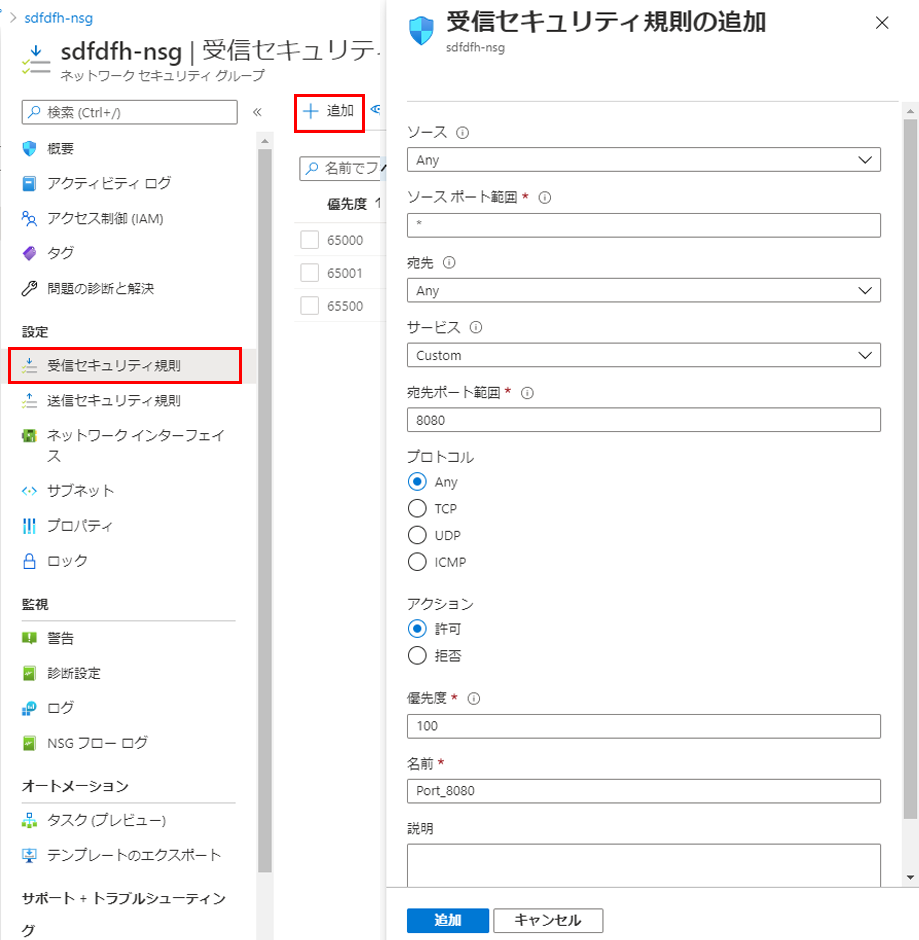 sdfdfh-nsg
sdfdfh-nsg | 受信セキュリティ
ネットワーク セキュリティ グループ
検索 (Ctrl+/)
«
概要
アクティビティ ログ
アクセス制御 (IAM)
タグ
問題の診断と解決
設定
受信セキュリティ規則
送信セキュリティ規則
ネットワーク インターフェイ
ス
サブネット
プロパティ
ロック
監視
警告
診断設定
ログ
NSG フロー ログ
オートメーション
タスク (プレビュー)
テンプレートのエクスポート
サポート + トラブルシューティン
グ
追加
名前でフ
優先度
65000
65001
65500
受信セキュリティ規則の追加
sdfdfh-nsg
ソース
Any
ソース ポート範囲 *
*
宛先
Any
サービス
Custom
宛先ポート範囲 *
8080
プロトコル
Any
TCP
UDP
ICMP
アクション
許可
拒否
優先度 *
100
名前 *
Port_8080
説明
追加
キャンセル